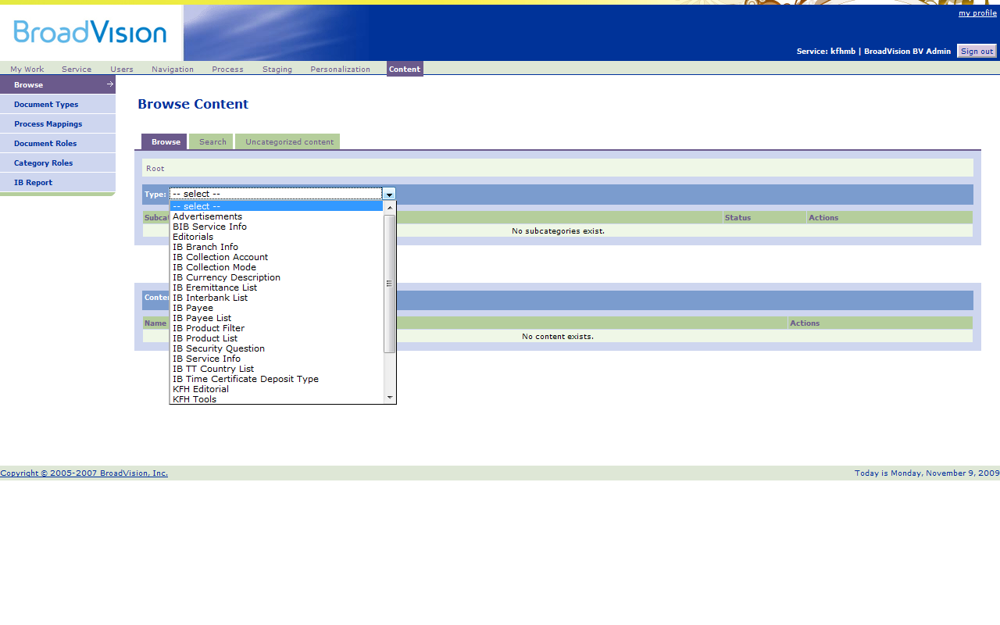 BroadVision
my profile
Service: kfhmb | BroadVision BV Admin Sign out
My Work Service Users Navigation Process Staging Personalization Content
Browse
Document Types
Process Mappings
Document Roles
Category Roles
IB Report
Browse Content
Browse Search Uncategorized content
Root
Type: -- select --
-- select --
Advertisements
BIB Service Info
Editorials
IB Branch Info
IB Collection Account
IB Collection Mode
IB Currency Description
IB Eremittance List
IB Interbank List
IB Payee
IB Payee List
IB Product Filter
IB Product List
IB Security Question
IB Service Info
IB TT Country List
IB Time Certificate Deposit Type
KFH Editorial
KFH Tools
Status Actions
No subcategories exist.
Name Actions
No content exists.
Copyright © 2005-2007 BroadVision, Inc. Today is Monday, November 9, 2009